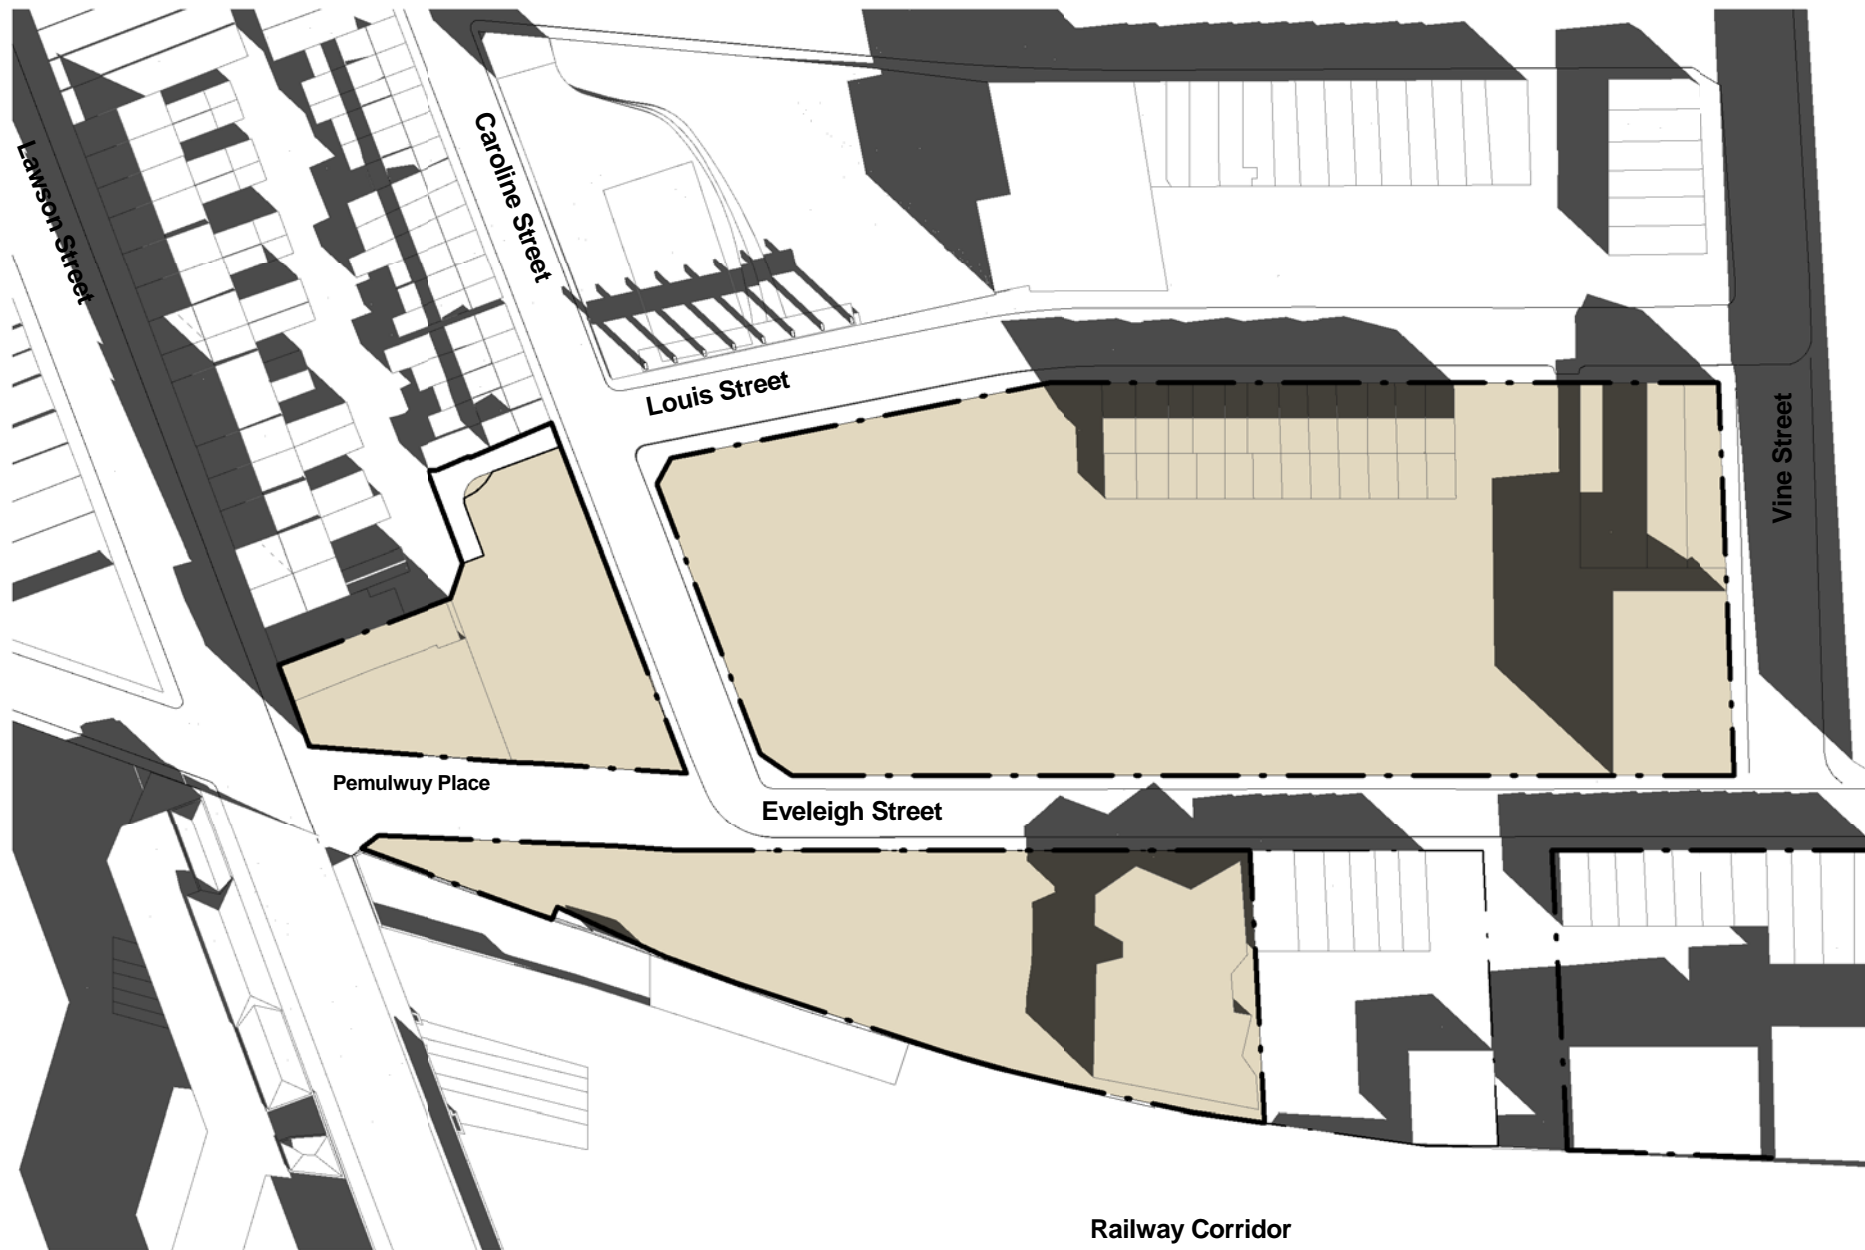 Lawson Street
Caroline Street
Louis Street
Vine Street
Pemulwuy Place
Eveleigh Street
Railway Corridor